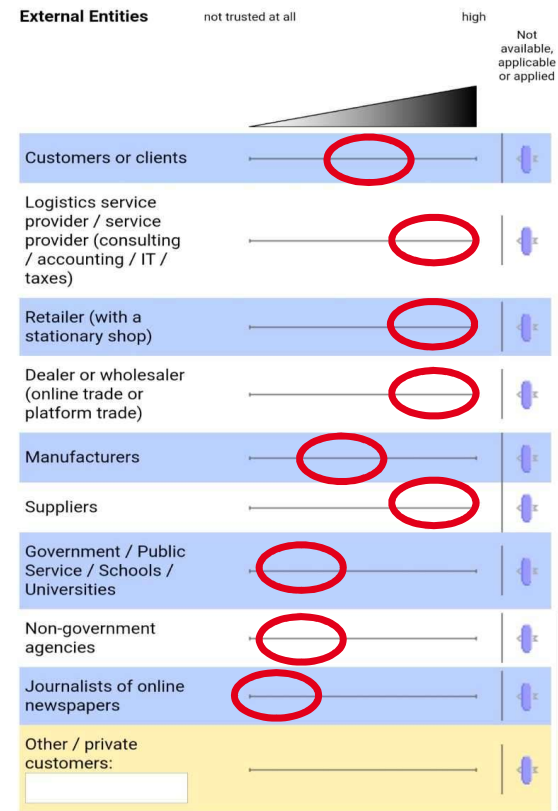 External Entities
not trusted at all
high
Not
available,
applicable
or applied
Customers or clients
Logistics service
provider / service
provider (consulting
/ accounting / IT /
taxes)
Retailer (with a
stationary shop)
Dealer or wholesaler
(online trade or
platform trade)
Manufacturers
Suppliers
Government / Public
Service / Schools /
Universities
Non-government
agencies
Journalists of online
newspapers
Other / private
customers: